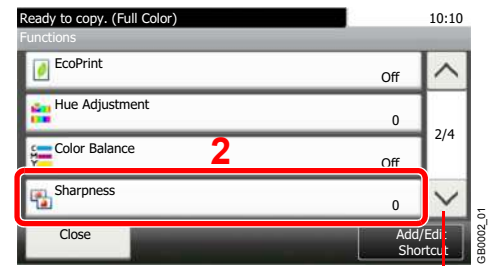 Ready to copy. (Full Color) 10:10
Functions
EcoPrint
Off
Hue Adjustment
0
2/4
Color Balance
2
Off
Sharpness
0
Close
Add/Edit
Shortcut
GB0002_01